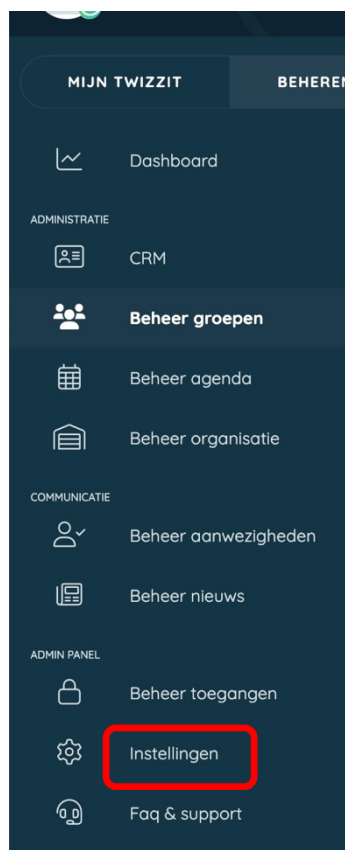 MIJN TWIZZIT BEHEREN
Dashboard
ADMINISTRATIE
CRM
Beheer groepen
Beheer agenda
Beheer organisatie
COMMUNICATIE
Beheer aanwezigheden
Beheer nieuws
ADMIN PANEL
Beheer toegangen
Instellingen
Faq & support